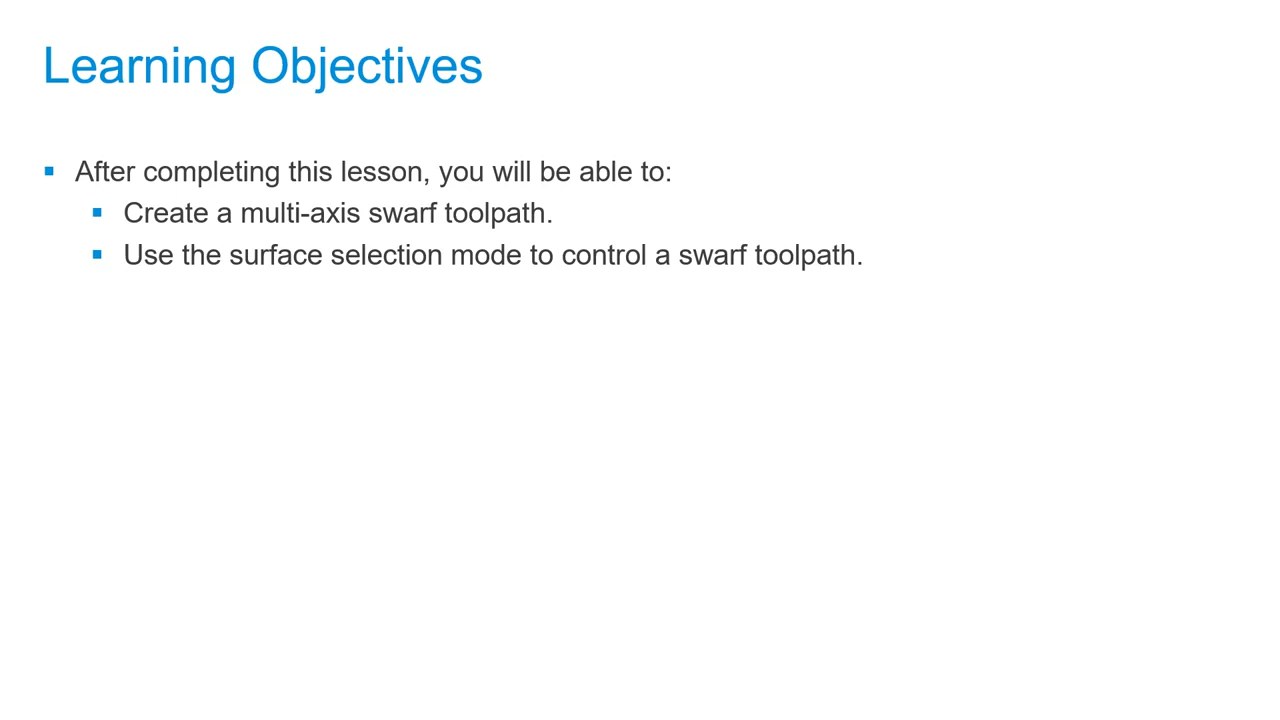 Learning Objectives
After completing this lesson, you will be able to:
Create a multi-axis swarf toolpath.
Use the surface selection mode to control a swarf toolpath.